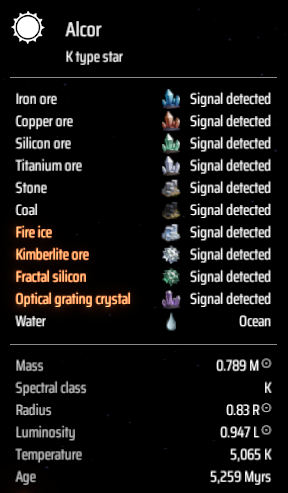 Alcor
K type star
Iron ore Signal detected
Copper ore Signal detected
Silicon ore Signal detected
Titanium ore Signal detected
Stone Signal detected
Coal Signal detected
Fire ice Signal detected
Kimberlite ore Signal detected
Fractal silicon Signal detected
Optical grating crystal Signal detected
Water Ocean
Mass 0.789 M☉
Spectral class K
Radius 0.83 R☉
Luminosity 0.947 L☉
Temperature 5,065 K
Age 5,259 Myrs